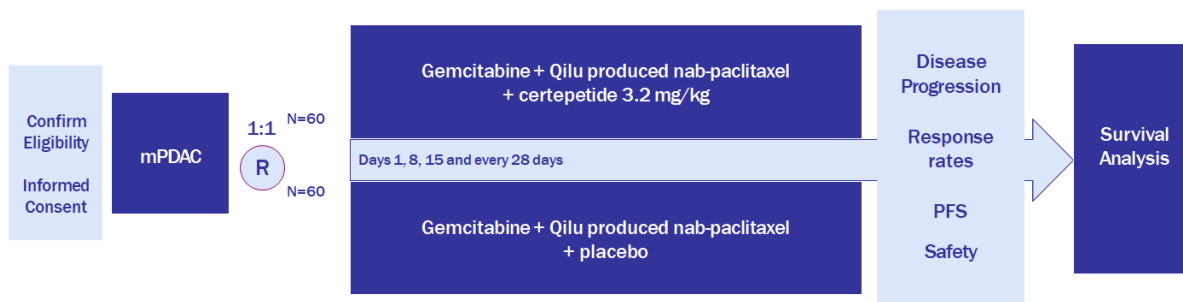 Confirm
Eligibility
Informed
Consent
mPDAC
1:1
R
N=60
N=60
Gemcitabine + Qilu produced nab-paclitaxel
+ certepetide 3.2 mg/kg
Days 1, 8, 15 and every 28 days
Gemcitabine + Qilu produced nab-paclitaxel
+ placebo
Disease
Progression
Response
rates
PFS
Safety
Survival
Analysis